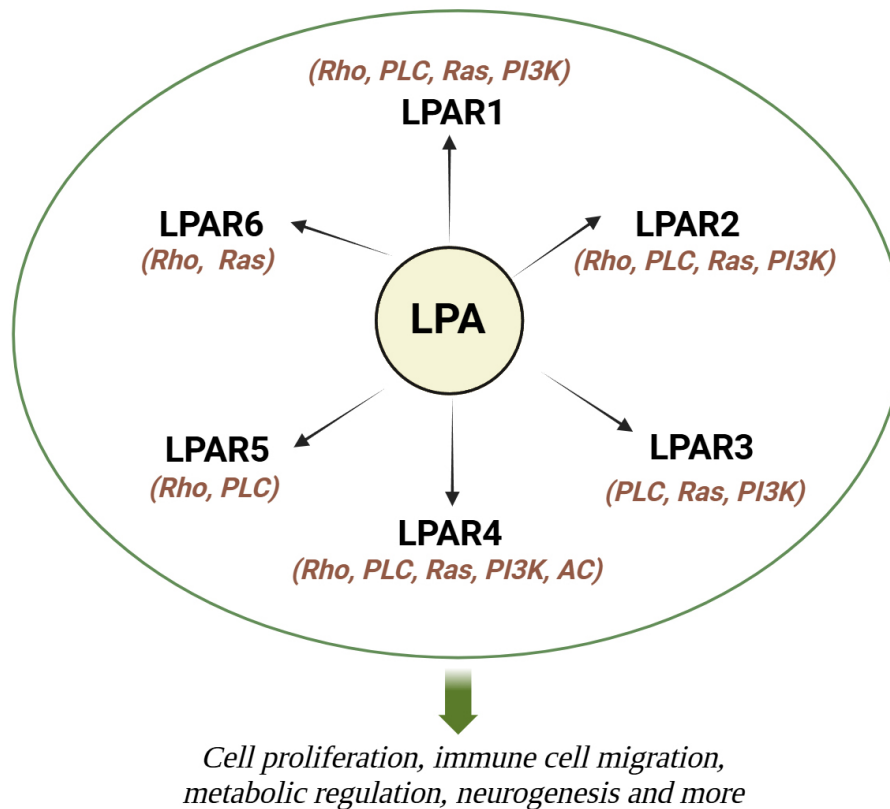 (Rho, PLC, Ras, PI3K)
LPAR1
LPAR6
(Rho, Ras)
LPAR2
(Rho, PLC, Ras, PI3K)
LPA
LPAR5
(Rho, PLC)
LPAR3
(PLC, Ras, PI3K)
LPAR4
(Rho, PLC, Ras, PI3K, AC)
Cell proliferation, immune cell migration,
metabolic regulation, neurogenesis and more